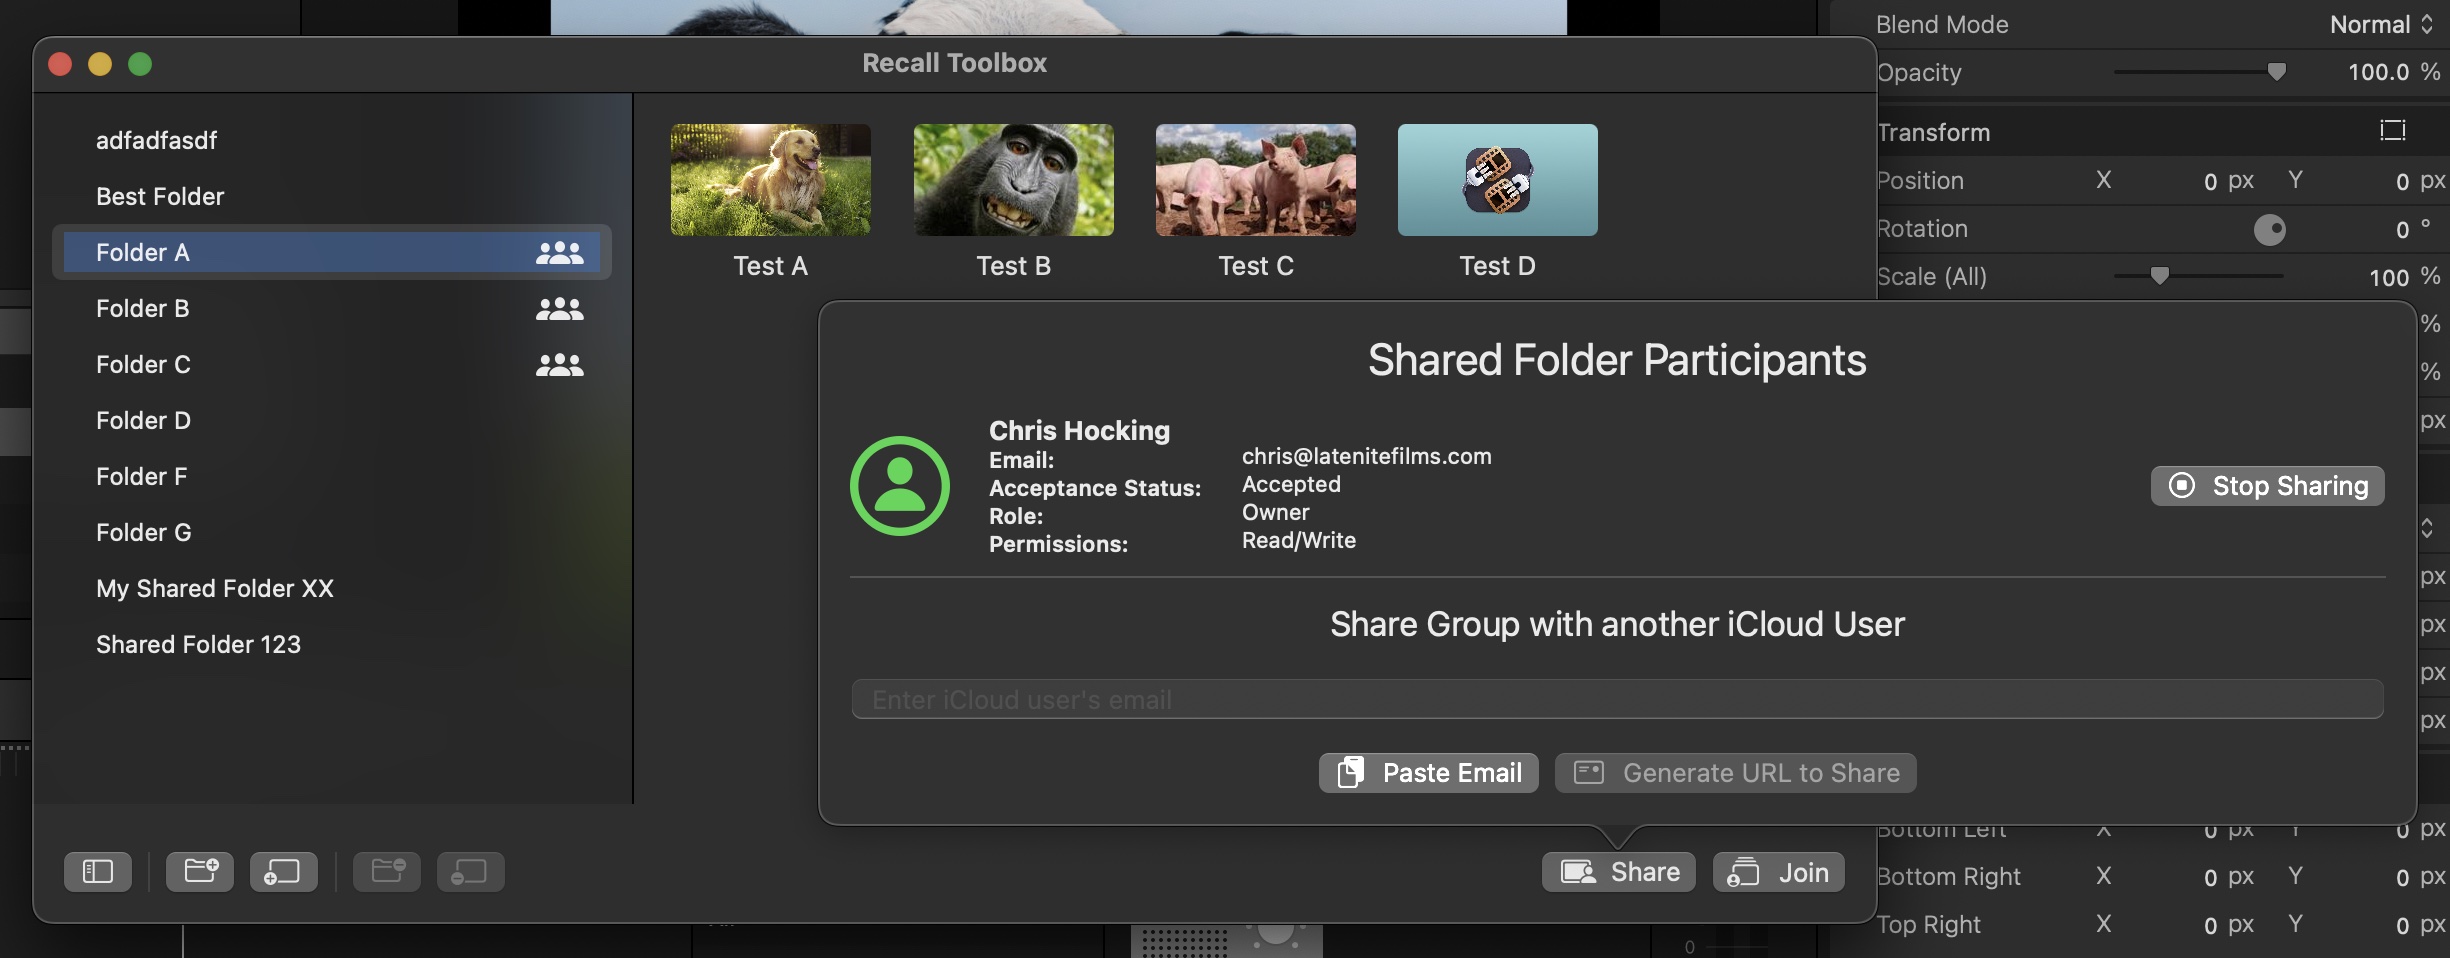 Recall Toolbox
adfadfasdf
Best Folder
Folder A
Folder B
Folder C
Folder D
Folder F
Folder G
My Shared Folder XX
Shared Folder 123
Test A
Test B
Test C
Test D
Shared Folder Participants
Chris Hocking
Email: chris@latenitefilms.com
Acceptance Status: Accepted
Role: Owner
Permissions: Read/Write
Stop Sharing
Share Group with another iCloud User
Enter iCloud user's email
Paste Email
Generate URL to Share
Share
Join
Blend Mode Normal
Opacity 100.0 %
Transform
Position X 0 px Y 0 px
Rotation 0 °
Scale (All) 100 %
%
%
px
px
px
px
px
Bottom Left X 0 px Y 0 px
Bottom Right X 0 px Y 0 px
Top Right X 0 px Y 0 px
0